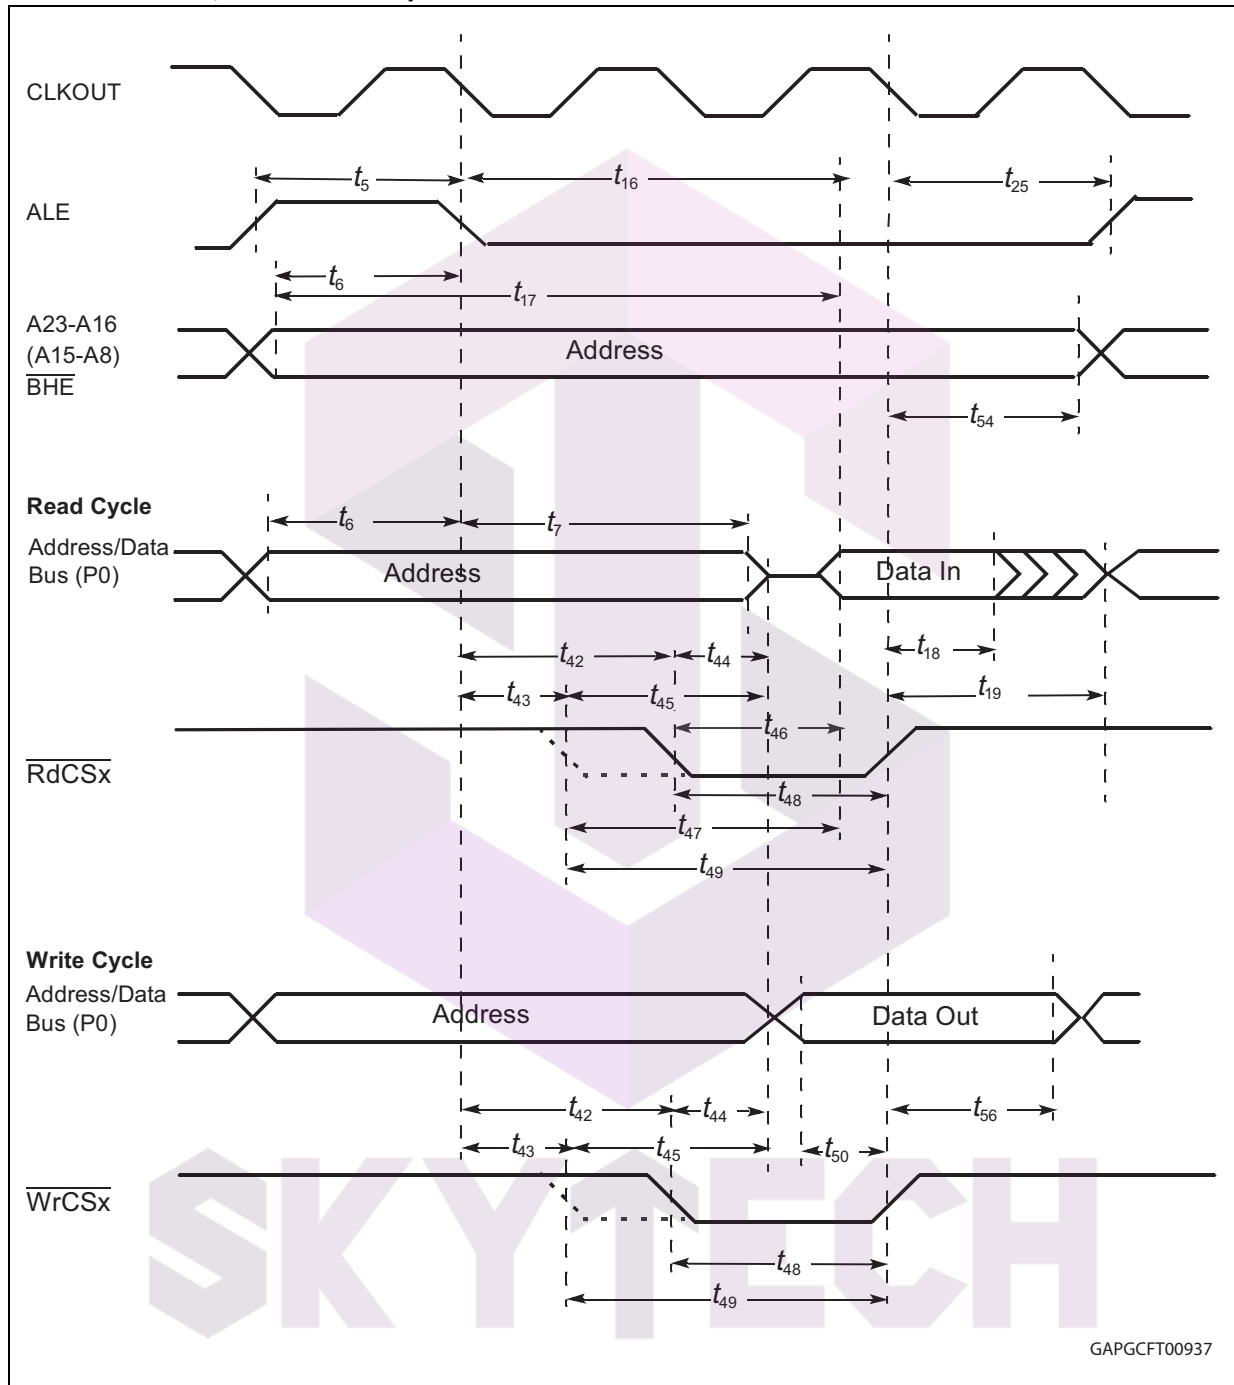 CLKOUT
t5
t16
t25
ALE
t6
t17
A23-A16
(A15-A8)
BHE
Address
t54
Read Cycle
t6
t7
Address/Data
Bus (P0)
Address
Data In
t42
t44
t18
t43
t45
t19
t46
RdCSx
t48
t47
t49
Write Cycle
Address/Data
Bus (P0)
Address
Data Out
t42
t44
t56
t43
t45
t50
WrCSx
t48
t49
SKYTECH
GAPGCFT00937